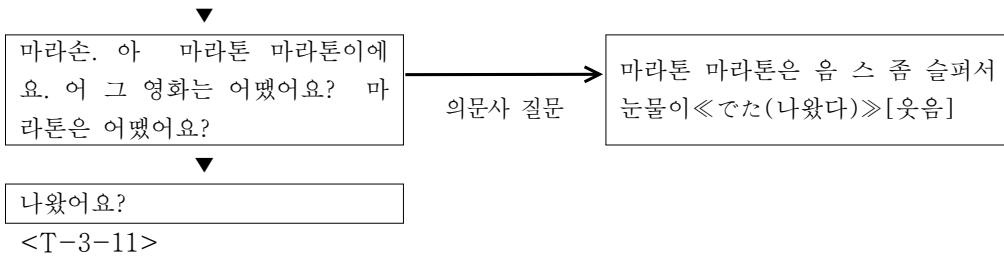 ▼
마라손. 아 마라톤 마라톤이에
요. 어 그 영화는 어땠어요? 마
라톤은 어땠어요?
의문사 질문
마라톤 마라톤은 음 스 좀 슬퍼서
눈물이≪でた(나왔다)≫[웃음]
▼
나왔어요?
<T-3-11>